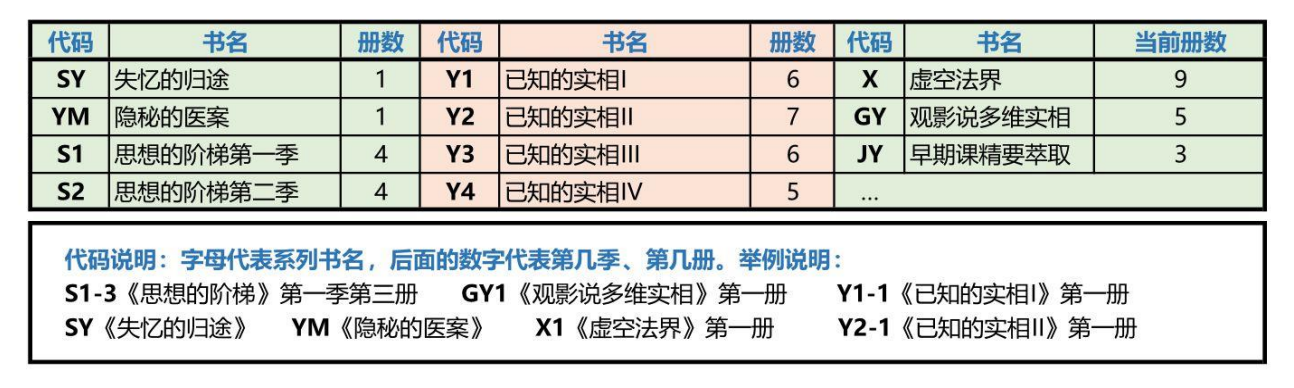 代码 书名 册数 代码 书名 册数 代码 书名 当前册数
SY 失忆的归途 1 Y1 已知的实相I 6 X 虚空法界 9
YM 隐秘的医案 1 Y2 已知的实相II 7 GY 观影说多维实相 5
S1 思想的阶梯第一季 4 Y3 已知的实相III 6 JY 早期课精要萃取 3
S2 思想的阶梯第二季 4 Y4 已知的实相IV 5 ...
代码说明：字母代表系列书名，后面的数字代表第几季、第几册。举例说明：
S1-3《思想的阶梯》第一季第三册 GY1《观影说多维实相》第一册 Y1-1《已知的实相I》第一册
SY《失忆的归途》 YM《隐秘的医案》 X1《虚空法界》第一册 Y2-1《已知的实相II》第一册